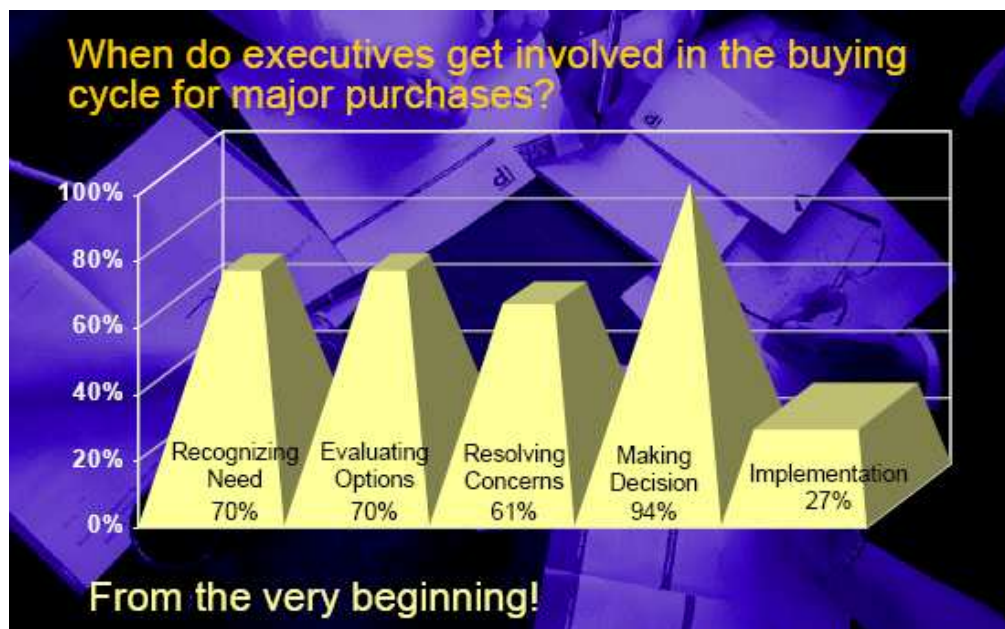 When do executives get involved in the buying
cycle for major purchases?
100%
80%
60%
40%
20%
0%
Recognizing
Need
70%
Evaluating
Options
70%
Resolving
Concerns
61%
Making
Decision
94%
Implementation
27%
From the very beginning!